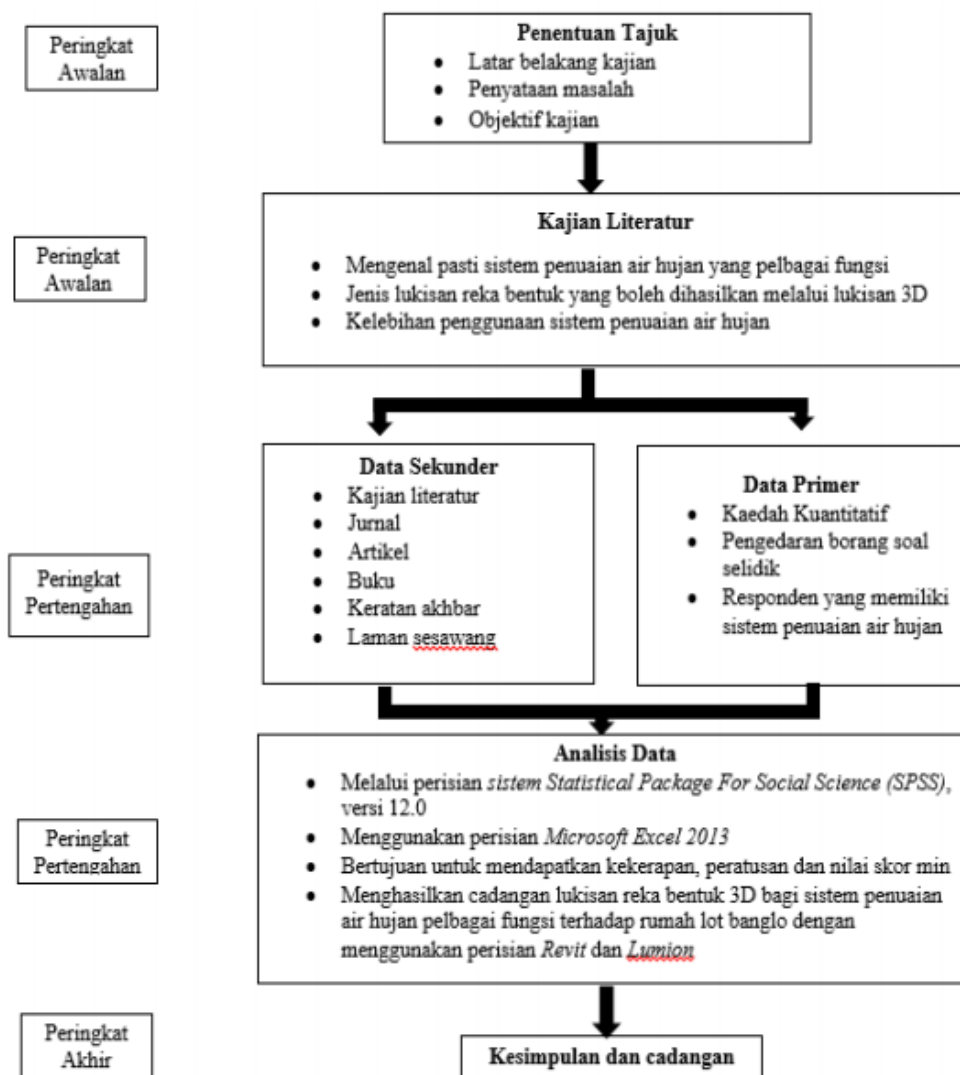 Peringkat
Awalan
Penentuan Tajuk
• Latar belakang kajian
• Penyataan masalah
• Objektif kajian
Peringkat
Awalan
Kajian Literatur
• Mengenal pasti sistem penuaian air hujan yang pelbagai fungsi
• Jenis lukisan reka bentuk yang boleh dihasilkan melalui lukisan 3D
• Kelebihan penggunaan sistem penuaian air hujan
Peringkat
Pertengahan
Data Sekunder
• Kajian literatur
• Jurnal
• Artikel
• Buku
• Keratan akhbar
• Laman sesawang
Data Primer
• Kaedah Kuantitatif
• Pengedaran borang soal
selidik
• Responden yang memiliki
sistem penuaian air hujan
Peringkat
Pertengahan
Analisis Data
• Melalui perisian sistem Statistical Package For Social Science (SPSS),
versi 12.0
• Menggunakan perisian Microsoft Excel 2013
• Bertujuan untuk mendapatkan kekerapan, peratusan dan nilai skor min
• Menghasilkan cadangan lukisan reka bentuk 3D bagi sistem penuaian
air hujan pelbagai fungsi terhadap rumah lot banglo dengan
menggunakan perisian Revit dan Lumion
Peringkat
Akhir
Kesimpulan dan cadangan